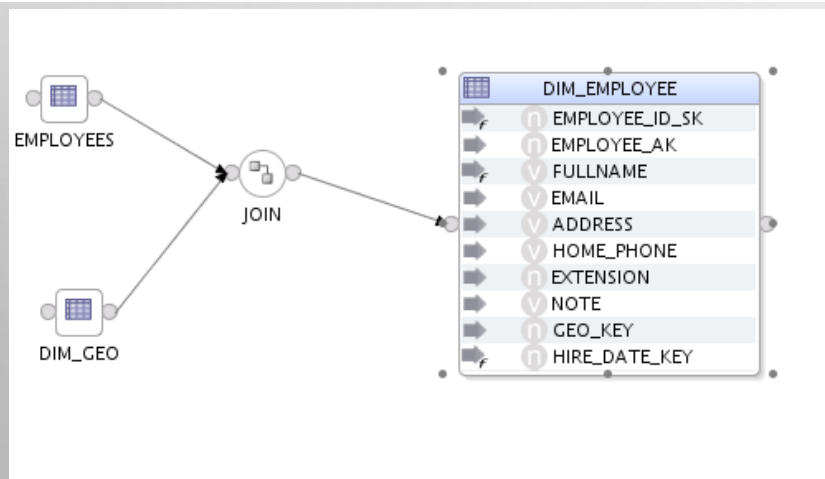 EMPLOYEES
DIM_GEO
JOIN
DIM_EMPLOYEE
f n EMPLOYEE_ID_SK
n EMPLOYEE_AK
f v FULLNAME
v EMAIL
v ADDRESS
v HOME_PHONE
n EXTENSION
v NOTE
n GEO_KEY
f n HIRE_DATE_KEY